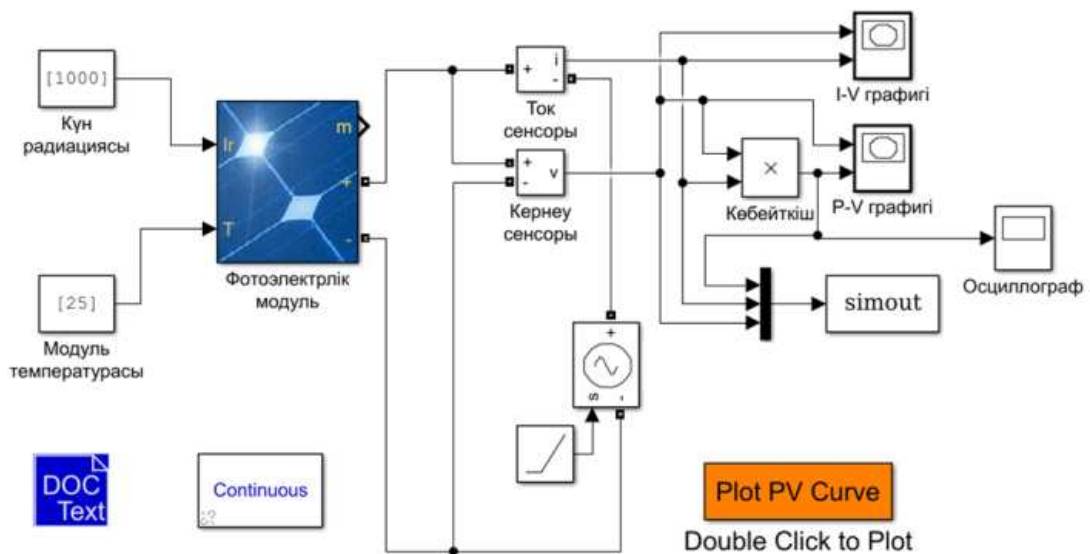 [1000]
Күн
радиациясы
Ir
T
m
+
-
Фотоэлектрлік
модуль
[25]
Модуль
температурасы
+
i
-
Ток
сенсоры
+
-
v
Кернеу
сенсоры
I-V графигі
×
Көбейткіш
P-V графигі
Осциллограф
simout
+
s
-
DOC
Text
Continuous
s?
Plot PV Curve
Double Click to Plot